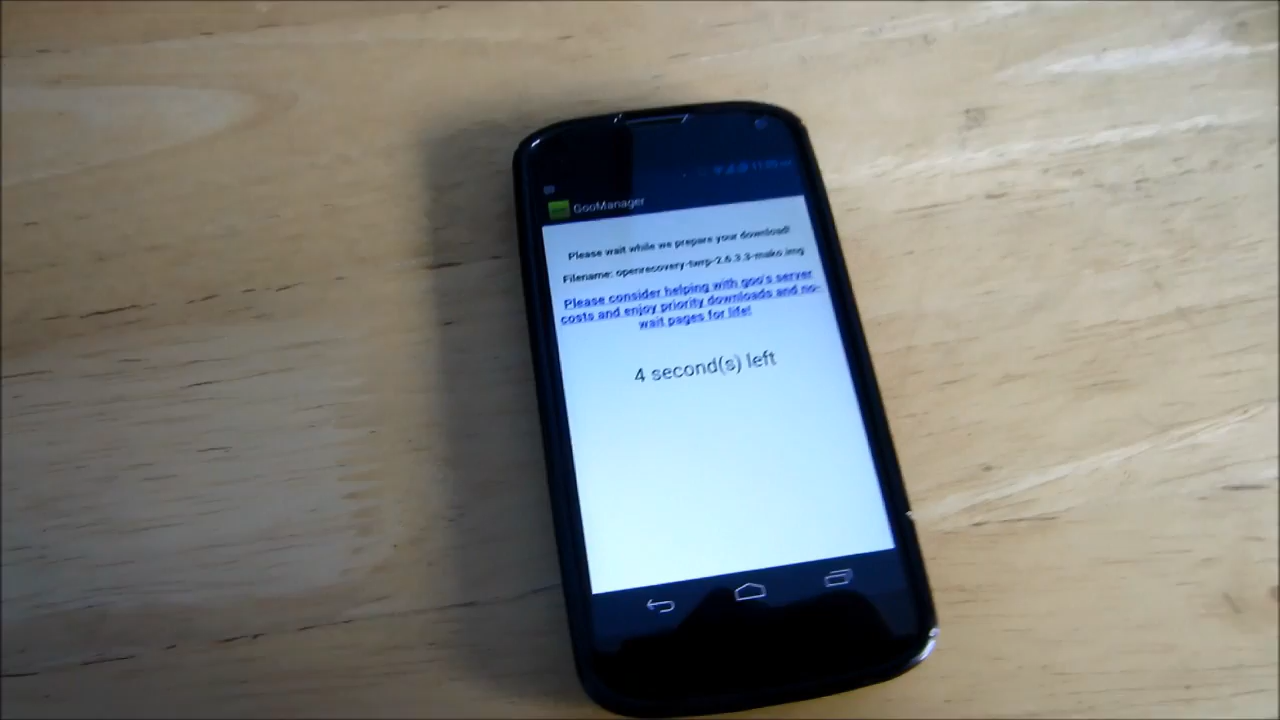 GooManager
Please wait while we prepare your download!
Filename: openrecovery-twrp-2.6.3.3-mako.img
Please consider helping with goo's server
costs and enjoy priority downloads and no-
wait pages for life!
4 second(s) left